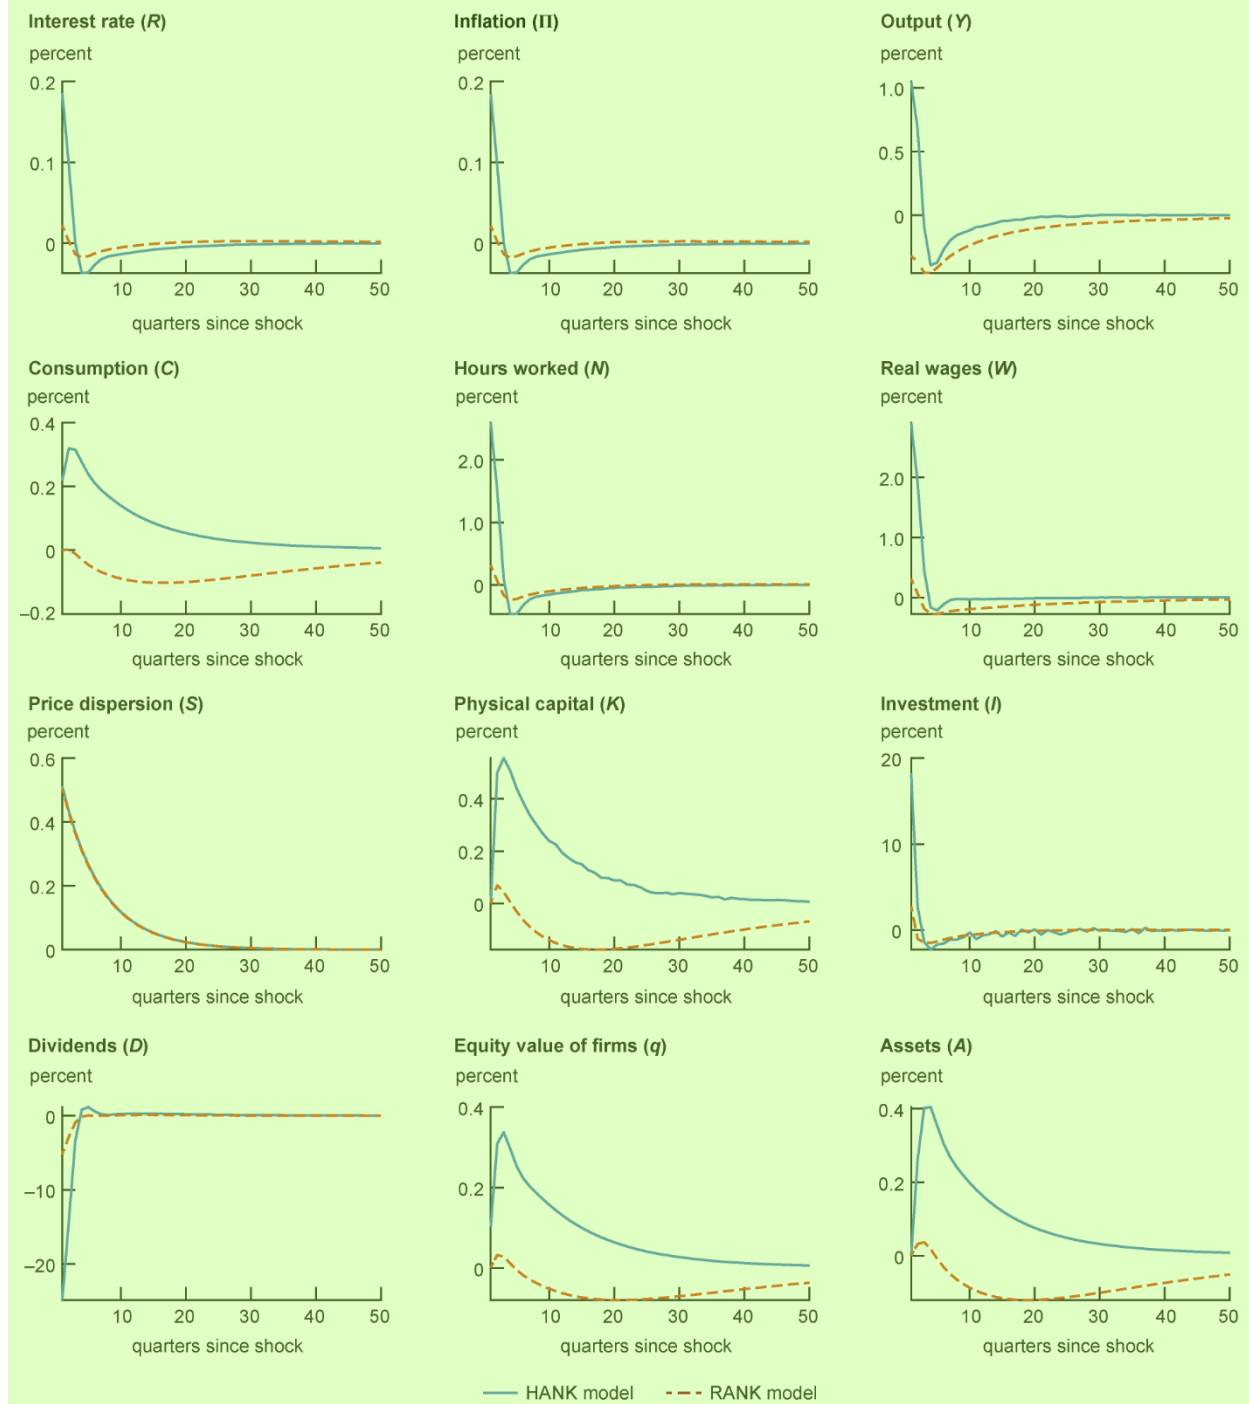 Interest rate (R)
percent
0.2
0.1
0
10 20 30 40 50
quarters since shock
Inflation (Π)
percent
0.2
0.1
0
10 20 30 40 50
quarters since shock
Output (Y)
percent
1.0
0.5
0
10 20 30 40 50
quarters since shock
Consumption (C)
percent
0.4
0.2
0
−0.2
10 20 30 40 50
quarters since shock
Hours worked (N)
percent
2.0
1.0
0
10 20 30 40 50
quarters since shock
Real wages (W)
percent
2.0
1.0
0
10 20 30 40 50
quarters since shock
Price dispersion (S)
percent
0.6
0.4
0.2
0
10 20 30 40 50
quarters since shock
Physical capital (K)
percent
0.4
0.2
0
10 20 30 40 50
quarters since shock
Investment (I)
percent
20
10
0
10 20 30 40 50
quarters since shock
Dividends (D)
percent
0
−10
−20
10 20 30 40 50
quarters since shock
Equity value of firms (q)
percent
0.4
0.2
0
10 20 30 40 50
quarters since shock
Assets (A)
percent
0.4
0.2
0
10 20 30 40 50
quarters since shock
HANK model
RANK model